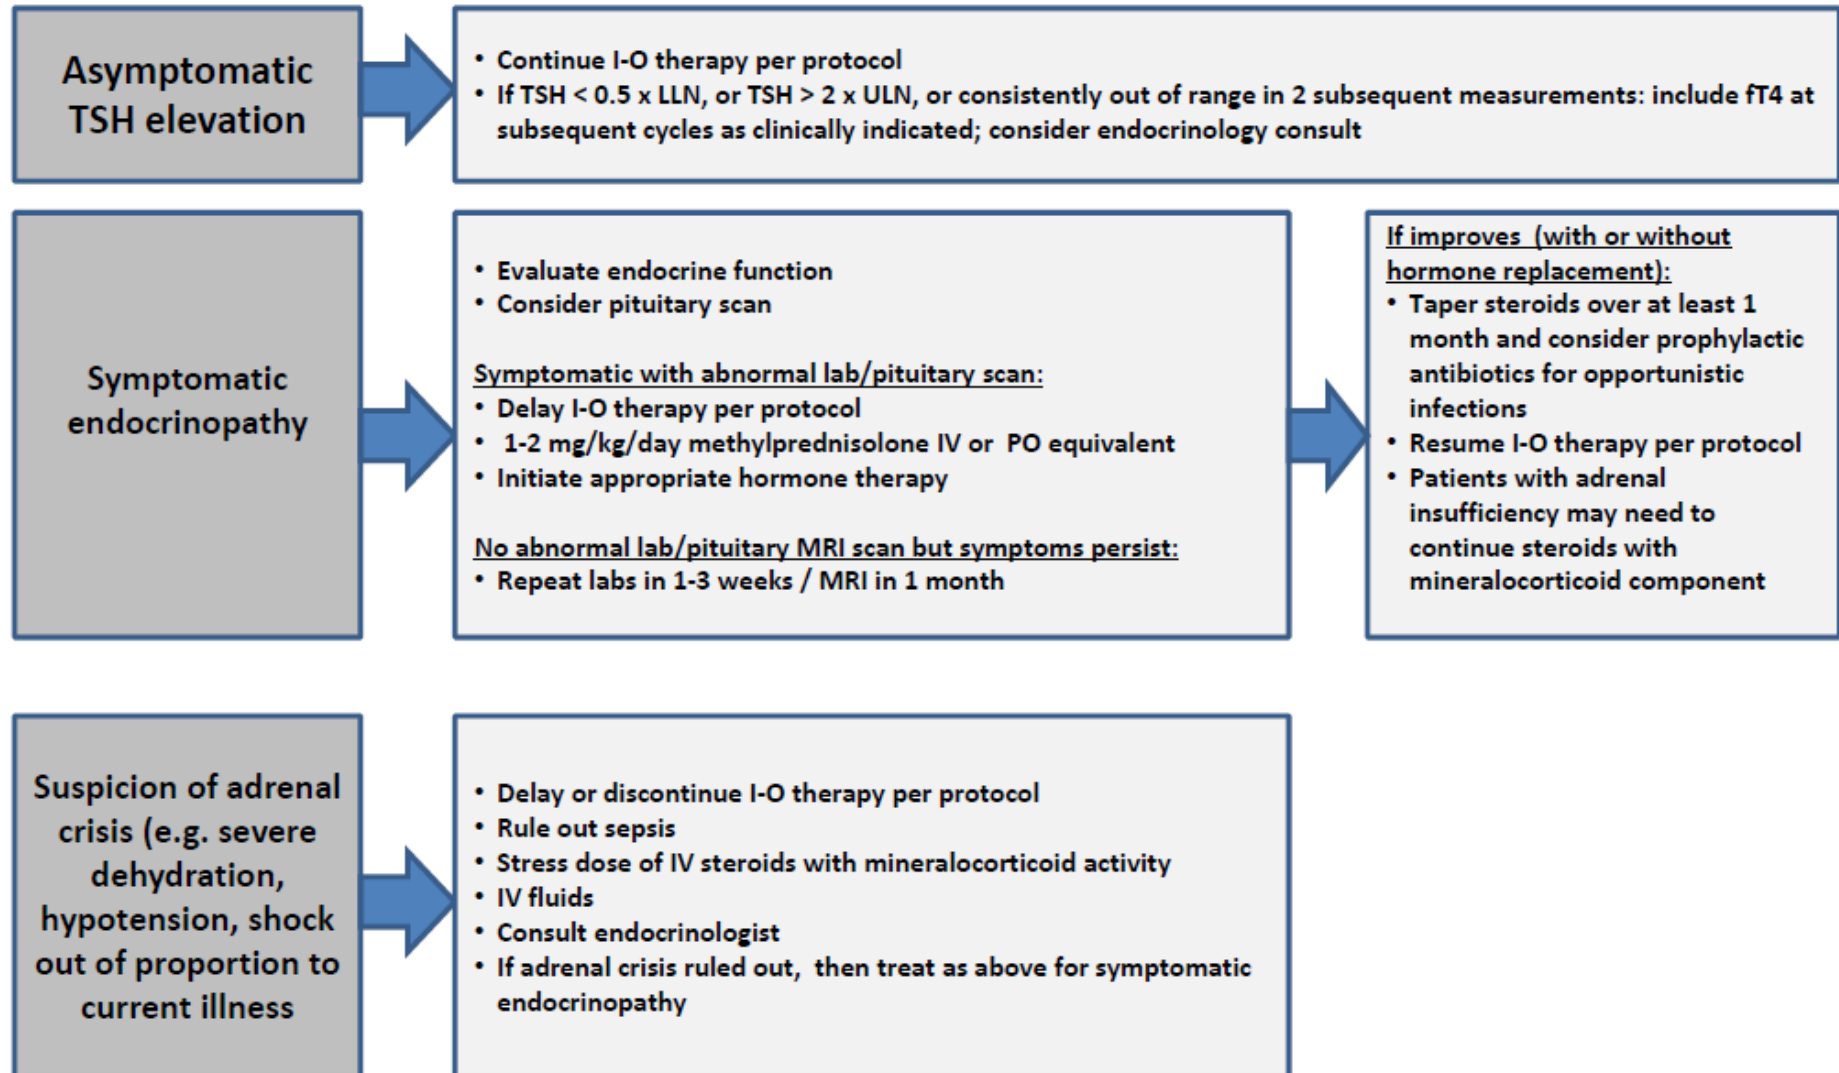 Asymptomatic
TSH elevation
• Continue I-O therapy per protocol
• If TSH < 0.5 x LLN, or TSH > 2 x ULN, or consistently out of range in 2 subsequent measurements: include fT4 at
subsequent cycles as clinically indicated; consider endocrinology consult
Symptomatic
endocrinopathy
• Evaluate endocrine function
• Consider pituitary scan
Symptomatic with abnormal lab/pituitary scan:
• Delay I-O therapy per protocol
• 1-2 mg/kg/day methylprednisolone IV or PO equivalent
• Initiate appropriate hormone therapy
No abnormal lab/pituitary MRI scan but symptoms persist:
• Repeat labs in 1-3 weeks / MRI in 1 month
If improves (with or without
hormone replacement):
• Taper steroids over at least 1
month and consider prophylactic
antibiotics for opportunistic
infections
• Resume I-O therapy per protocol
• Patients with adrenal
insufficiency may need to
continue steroids with
mineralocorticoid component
Suspicion of adrenal
crisis (e.g. severe
dehydration,
hypotension, shock
out of proportion to
current illness
• Delay or discontinue I-O therapy per protocol
• Rule out sepsis
• Stress dose of IV steroids with mineralocorticoid activity
• IV fluids
• Consult endocrinologist
• If adrenal crisis ruled out, then treat as above for symptomatic
endocrinopathy